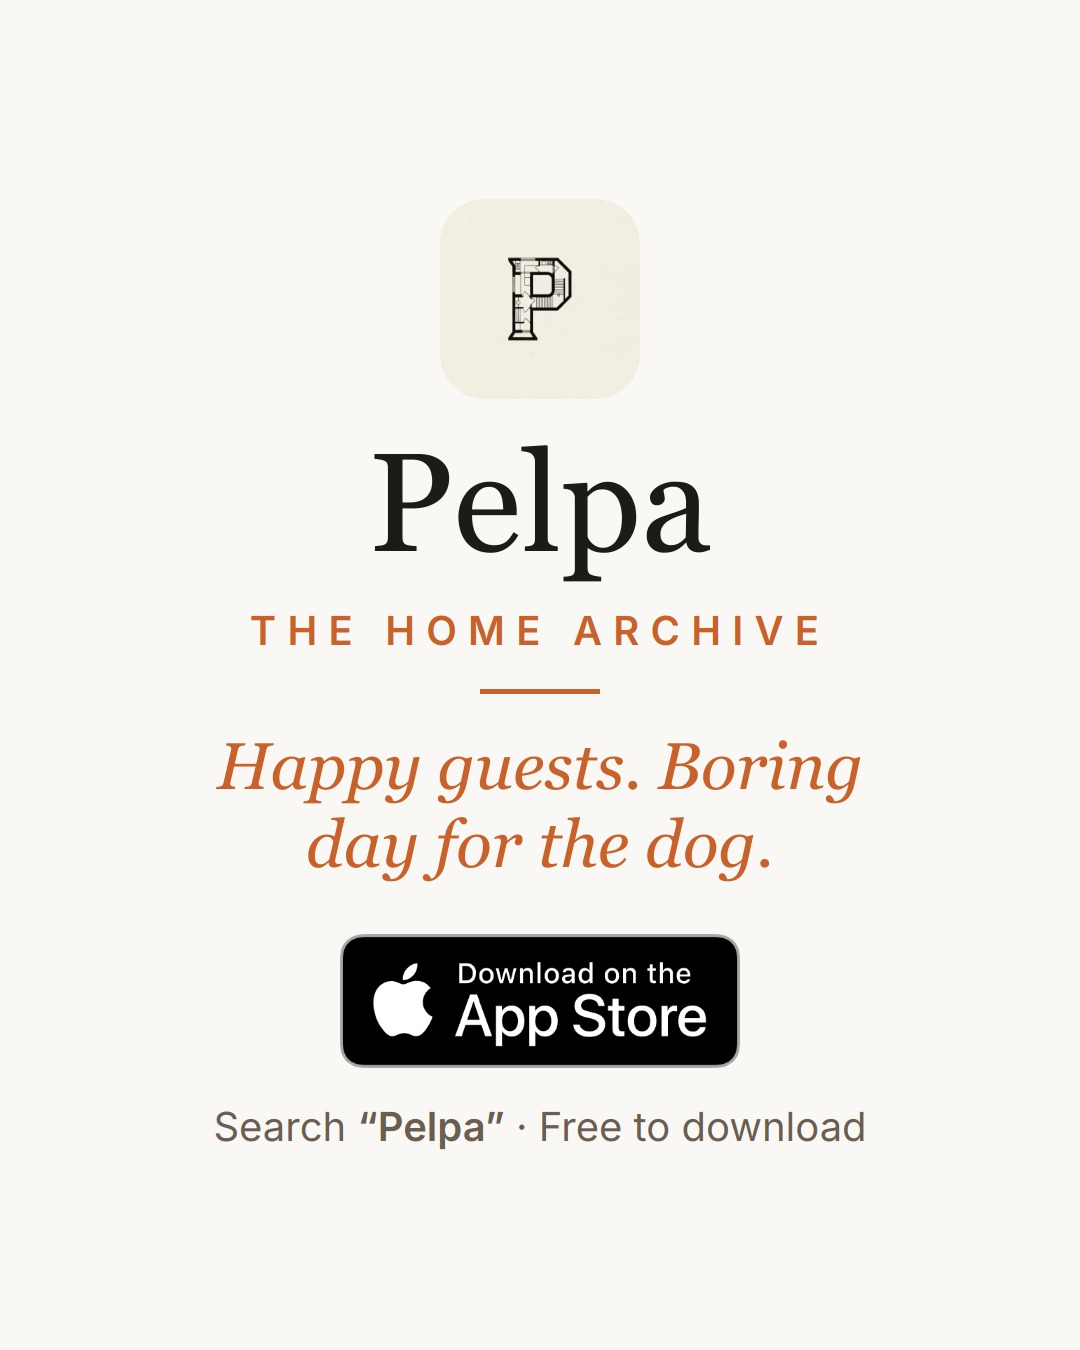 P
Pelpa
THE HOME ARCHIVE
Happy guests. Boring
day for the dog.
Download on the
App Store
Search “Pelpa” · Free to download